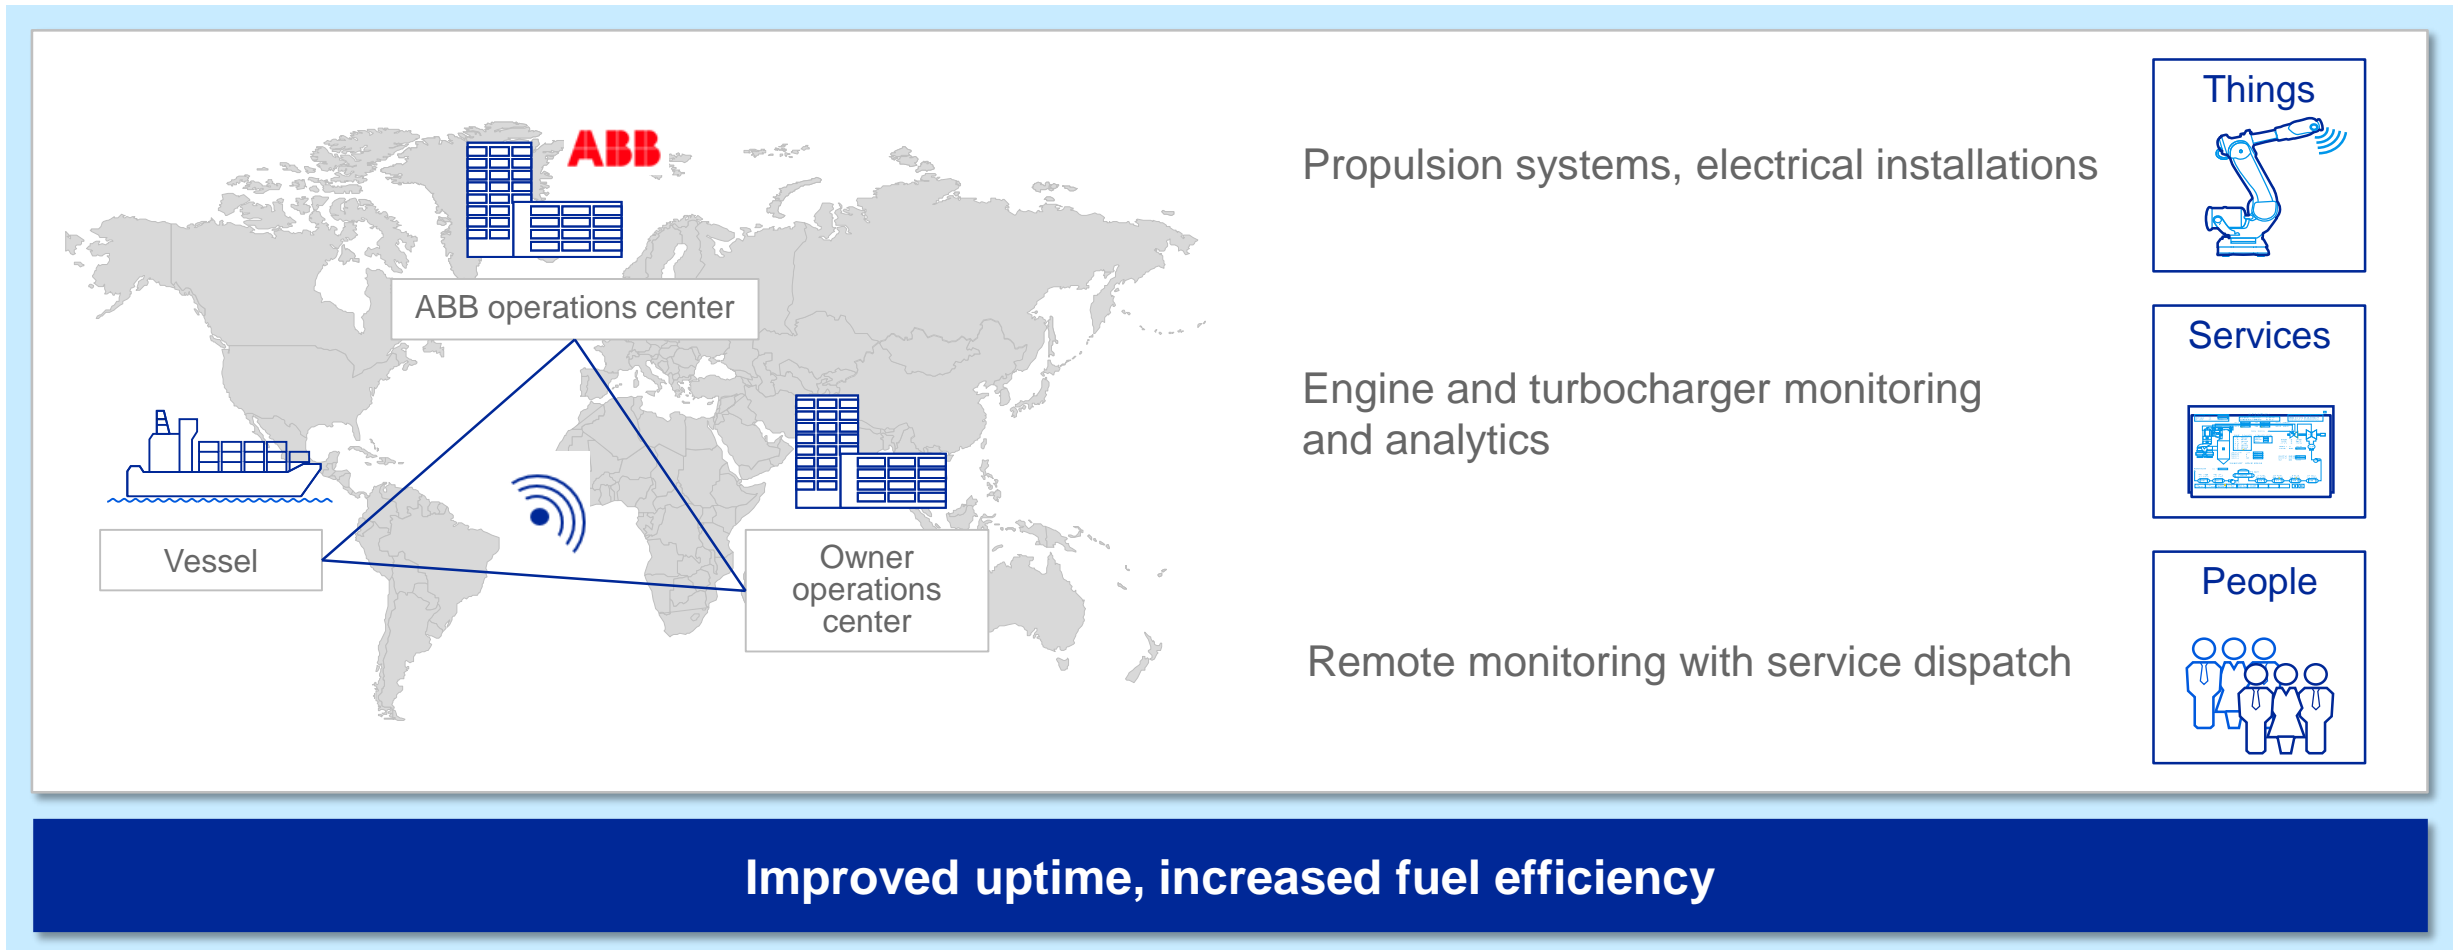 ABB
ABB operations center
Vessel
Owner
operations
center
Propulsion systems, electrical installations
Things
Engine and turbocharger monitoring
and analytics
Services
Remote monitoring with service dispatch
People
Improved uptime, increased fuel efficiency